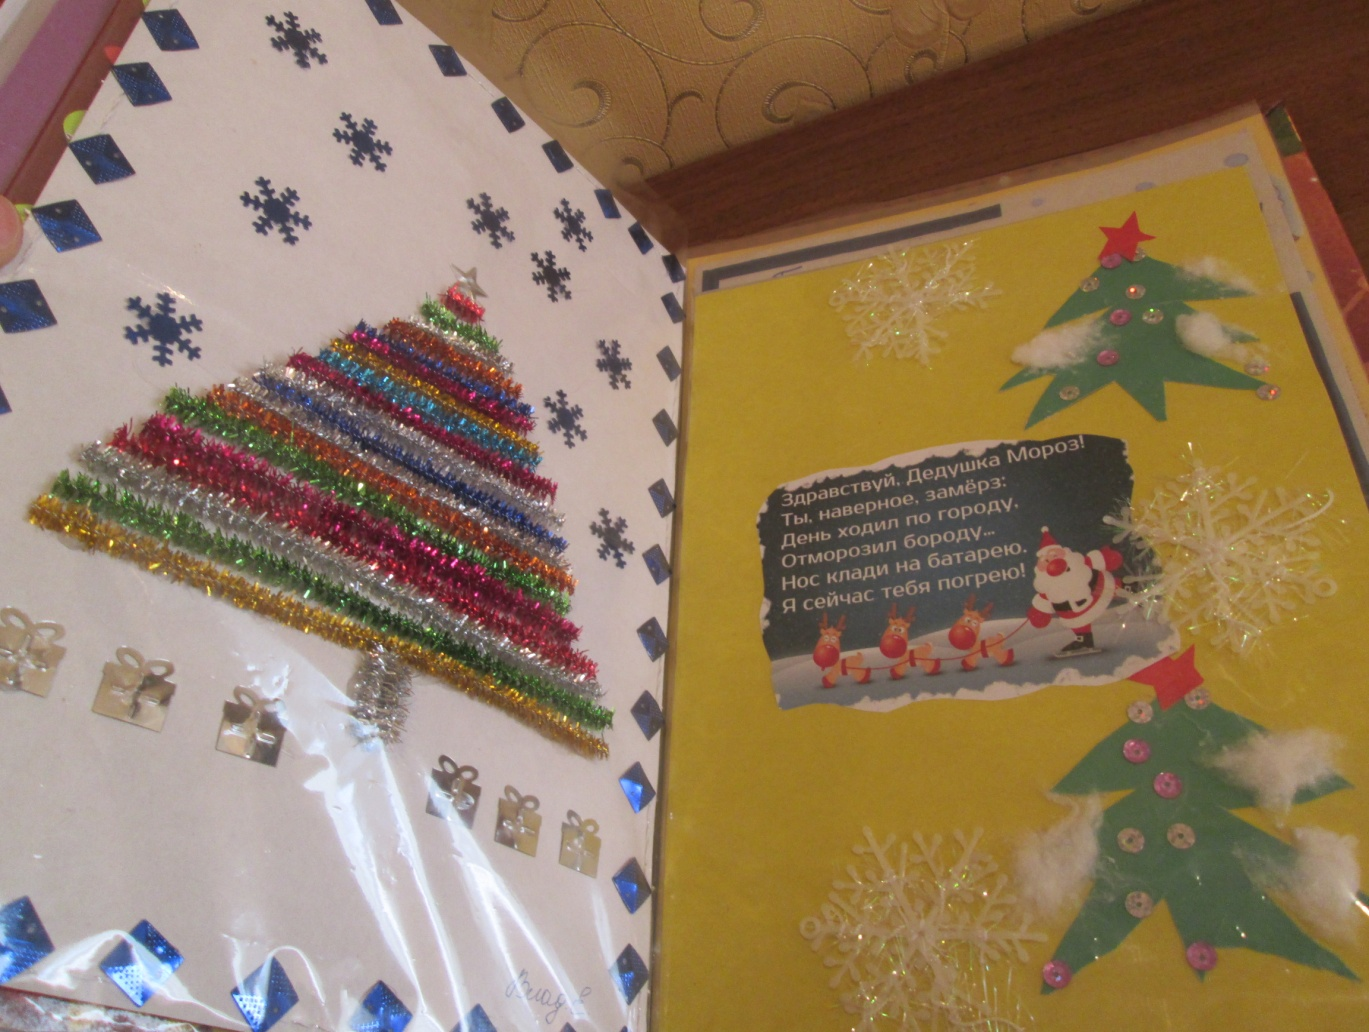 Здравствуй, Дедушка Мороз!
Ты, наверное, замёрз:
День ходил по городу,
Отморозил бороду...
Нос клади на батарею.
Я сейчас тебя погрею!
Влад Е